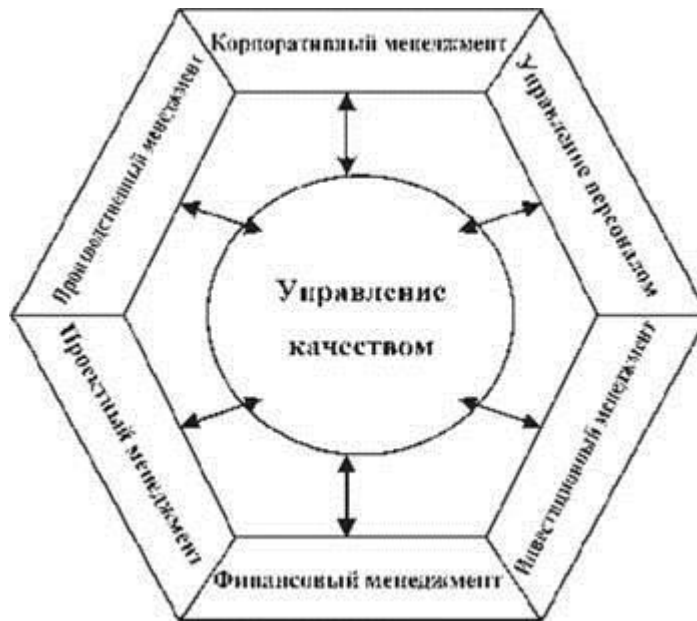 Корпоративный менеджмент
Управление персоналом
Инвестиционный менеджмент
Финансовый менеджмент
Проектный менеджмент
Производственный менеджмент
Управление
качеством